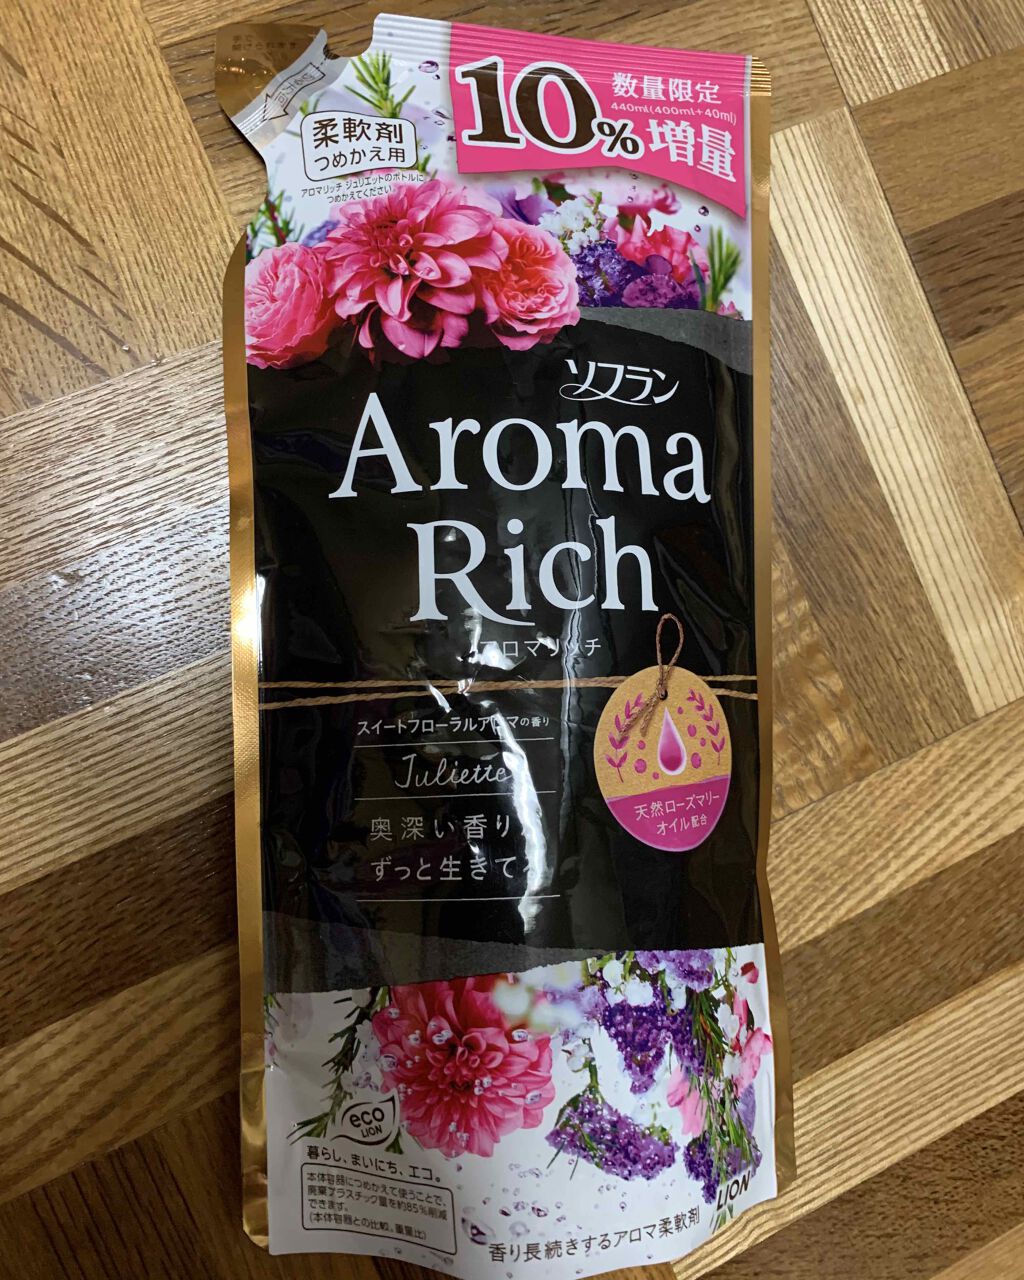 数量限定
440ml(400ml+40ml)
10%増量
柔軟剤
つめかえ用
アロマリッチ ジュリエットのボトルに
つめかえてください
ソフラン
Aroma
Rich
アロマリッチ
スイートフローラルアロマの香り
Juliette
奥深い香り
ずっと生きて
天然ローズマリー
オイル配合
eco
LION
暮らし、まいにち、エコ。
本体容器につめかえて使うことで、
廃棄プラスチック量を約85%削減
できます。
(本体容器との比較。重量比)
LION
香り長続きするアロマ柔軟剤